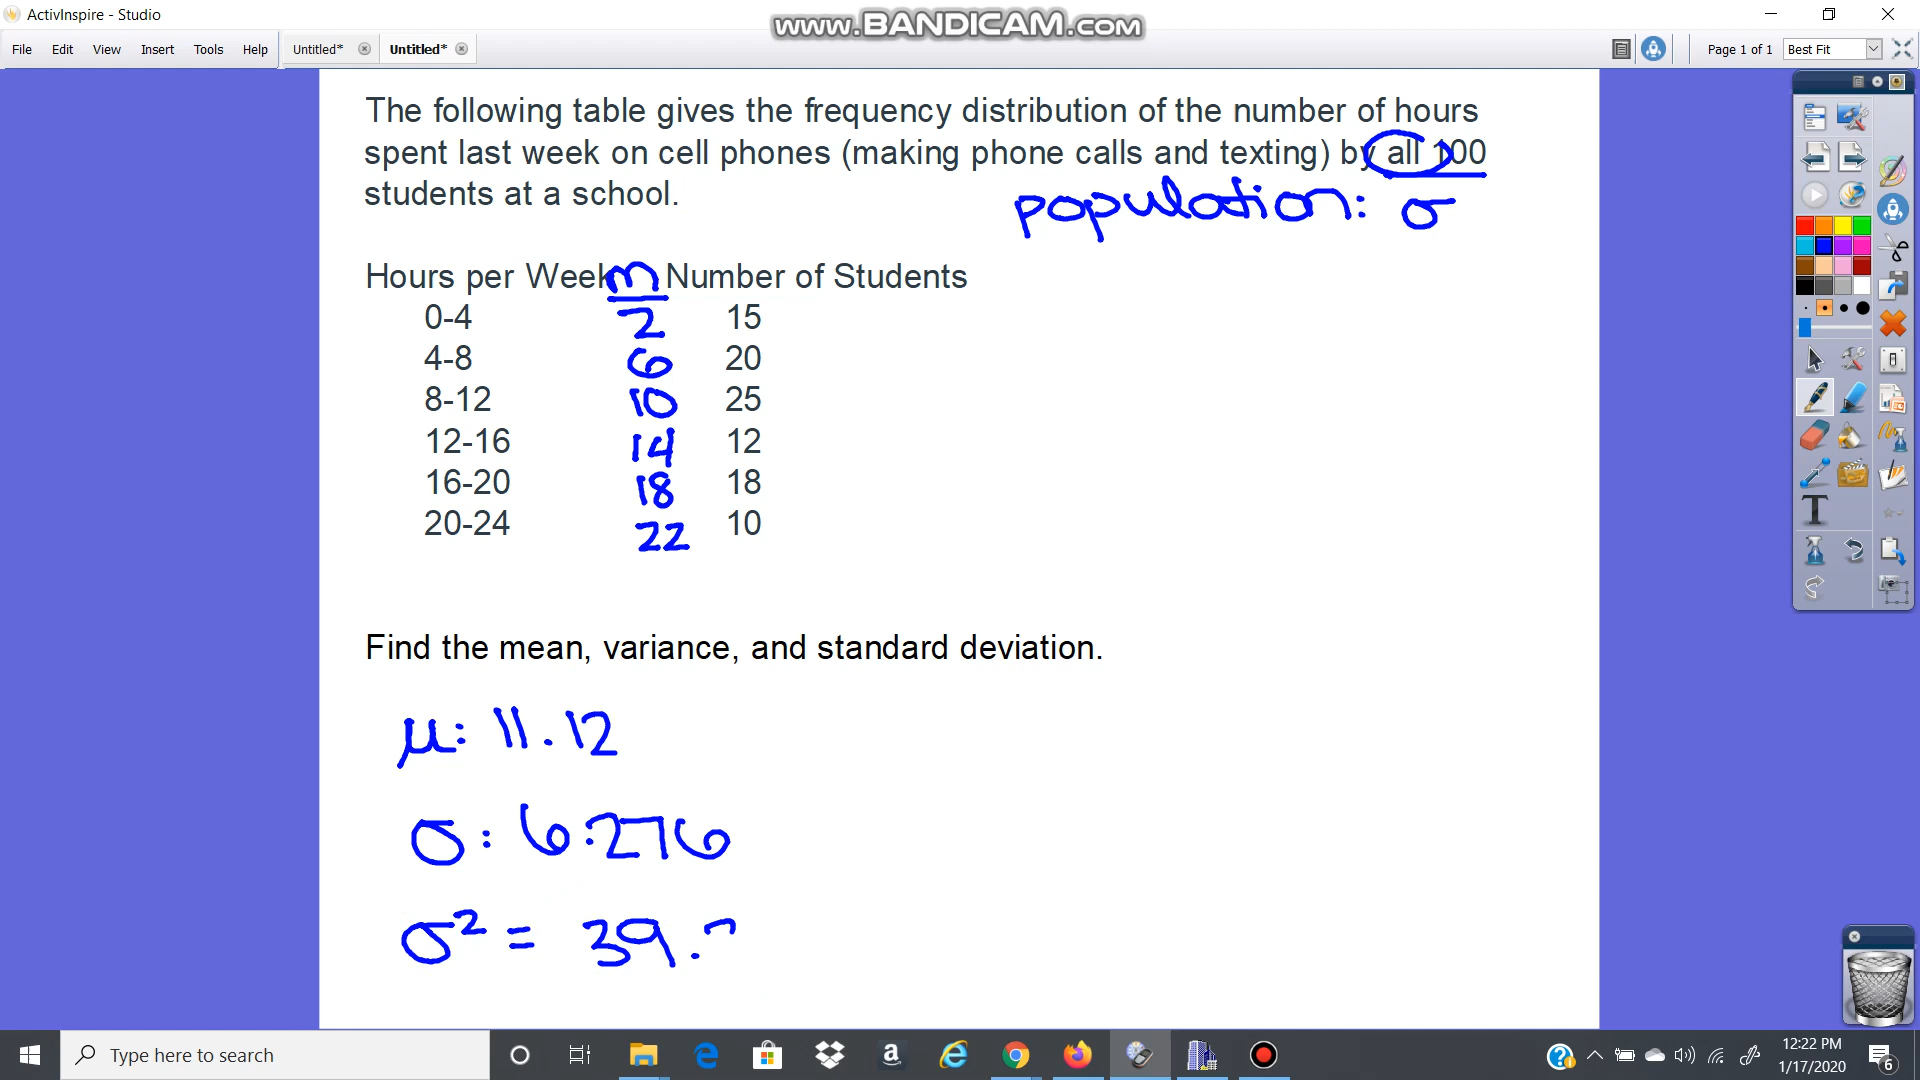 ActivInspire - Studio
www.BANDICAM.com
File Edit View Insert Tools Help Untitled* Untitled* Page 1 of 1 Best Fit
The following table gives the frequency distribution of the number of hours
spent last week on cell phones (making phone calls and texting) by all 100
students at a school.
population: σ
Hours per Week m Number of Students
0-4 2 15
4-8 6 20
8-12 10 25
12-16 14 12
16-20 18 18
20-24 22 10
Find the mean, variance, and standard deviation.
μ: 11.12
σ: 6.276
σ² = 39.
Type here to search
12:22 PM
1/17/2020
6